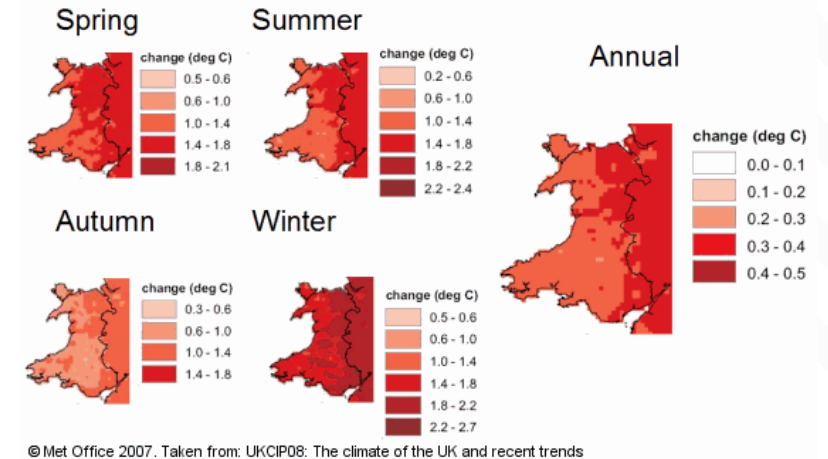 Spring
change (deg C)
0.5 - 0.6
0.6 - 1.0
1.0 - 1.4
1.4 - 1.8
1.8 - 2.1
Summer
change (deg C)
0.2 - 0.6
0.6 - 1.0
1.0 - 1.4
1.4 - 1.8
1.8 - 2.2
2.2 - 2.4
Annual
change (deg C)
0.0 - 0.1
0.1 - 0.2
0.2 - 0.3
0.3 - 0.4
0.4 - 0.5
Autumn
change (deg C)
0.3 - 0.6
0.6 - 1.0
1.0 - 1.4
1.4 - 1.8
Winter
change (deg C)
0.5 - 0.6
0.6 - 1.0
1.0 - 1.4
1.4 - 1.8
1.8 - 2.2
2.2 - 2.7
© Met Office 2007. Taken from: UKCIP08: The climate of the UK and recent trends